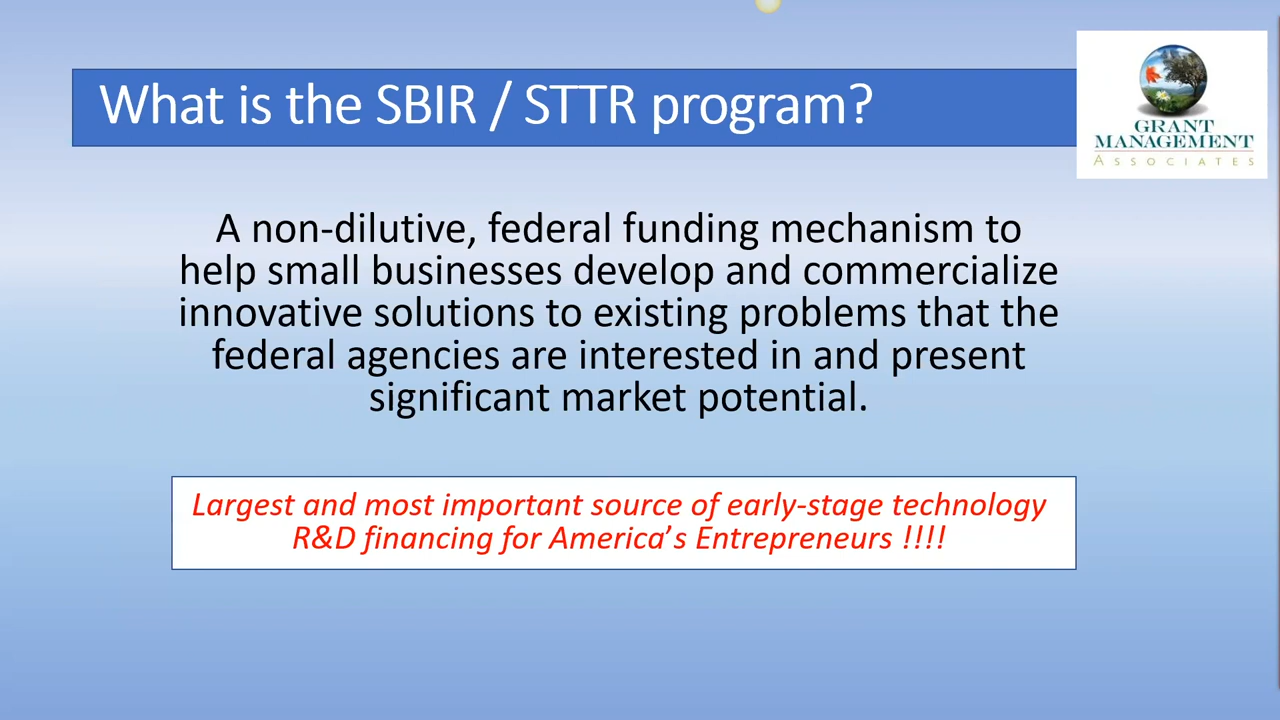 What is the SBIR / STTR program?
GRANT
MANAGEMENT
ASSOCIATES
A non-dilutive, federal funding mechanism to
help small businesses develop and commercialize
innovative solutions to existing problems that the
federal agencies are interested in and present
significant market potential.
Largest and most important source of early-stage technology
R&D financing for America’s Entrepreneurs !!!!